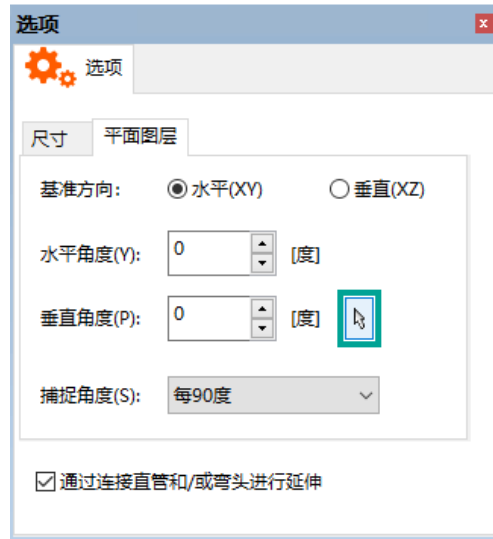 选项
选项
尺寸 平面图层
基准方向: 水平(XY) 垂直(XZ)
水平角度(Y): 0 [度]
垂直角度(P): 0 [度]
捕捉角度(S): 每90度
通过连接直管和/或弯头进行延伸